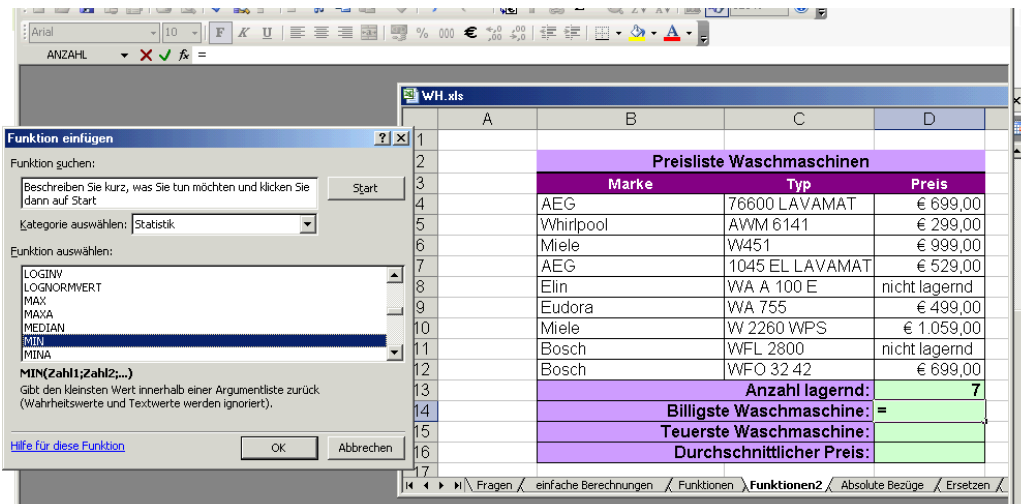 Arial 10 F K U % 000 €
ANZAHL =
WH.xls
A B C D
1
2 Preisliste Waschmaschinen
3 Marke Typ Preis
4 AEG 76600 LAVAMAT € 699,00
5 Whirlpool AWM 6141 € 299,00
6 Miele W451 € 999,00
7 AEG 1045 EL LAVAMAT € 529,00
8 Elin WA A 100 E nicht lagernd
9 Eudora WA 755 € 499,00
10 Miele W 2260 WPS € 1.059,00
11 Bosch WFL 2800 nicht lagernd
12 Bosch WFO 32 42 € 699,00
13 Anzahl lagernd: 7
14 Billigste Waschmaschine: =
15 Teuerste Waschmaschine:
16 Durchschnittlicher Preis:
17
Fragen einfache Berechnungen Funktionen Funktionen2 Absolute Bezüge Ersetzen
Funktion einfügen
Funktion suchen:
Beschreiben Sie kurz, was Sie tun möchten und klicken Sie
dann auf Start
Start
Kategorie auswählen: Statistik
Funktion auswählen:
LOGINV
LOGNORMVERT
MAX
MAXA
MEDIAN
MIN
MINA
MIN(Zahl1;Zahl2;...)
Gibt den kleinsten Wert innerhalb einer Argumentliste zurück
(Wahrheitswerte und Textwerte werden ignoriert).
Hilfe für diese Funktion OK Abbrechen